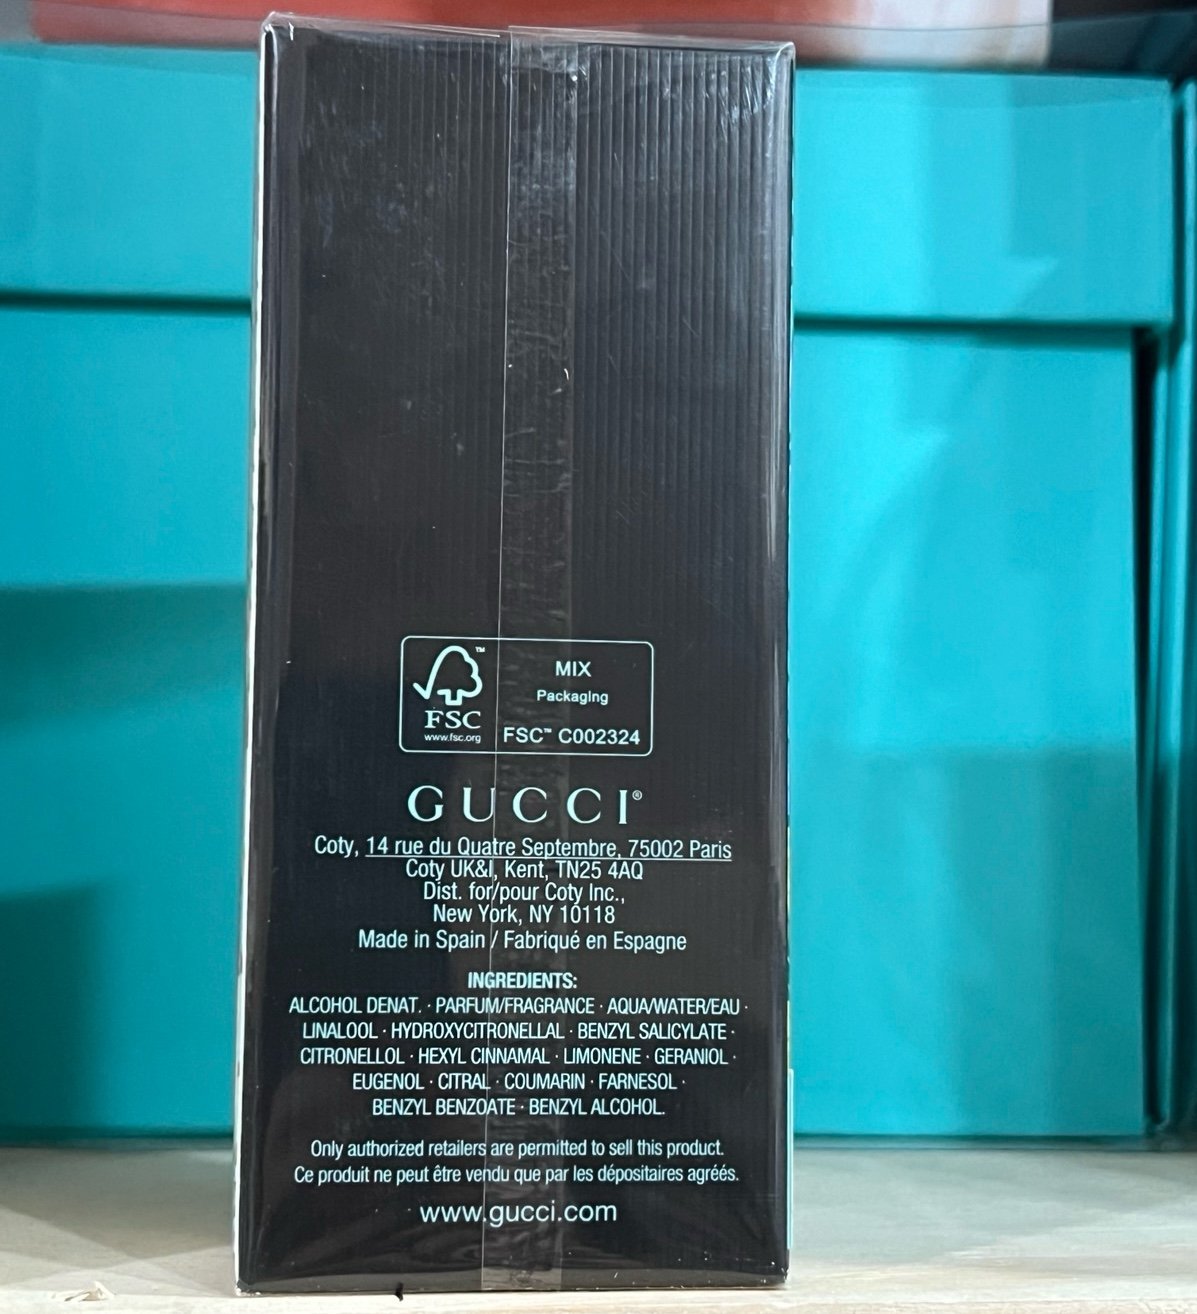 FSC
™
www.fsc.org
MIX
Packaging
FSC™ C002324
GUCCI®
Coty, 14 rue du Quatre Septembre, 75002 Paris
Coty UK&I, Kent, TN25 4AQ
Dist. for/pour Coty Inc.,
New York, NY 10118
Made in Spain / Fabriqué en Espagne
INGREDIENTS:
ALCOHOL DENAT. · PARFUM/FRAGRANCE · AQUA/WATER/EAU ·
LINALOOL · HYDROXYCITRONELLAL · BENZYL SALICYLATE ·
CITRONELLOL · HEXYL CINNAMAL · LIMONENE · GERANIOL ·
EUGENOL · CITRAL · COUMARIN · FARNESOL ·
BENZYL BENZOATE · BENZYL ALCOHOL.
Only authorized retailers are permitted to sell this product.
Ce produit ne peut être vendu que par les dépositaires agréés.
www.gucci.com